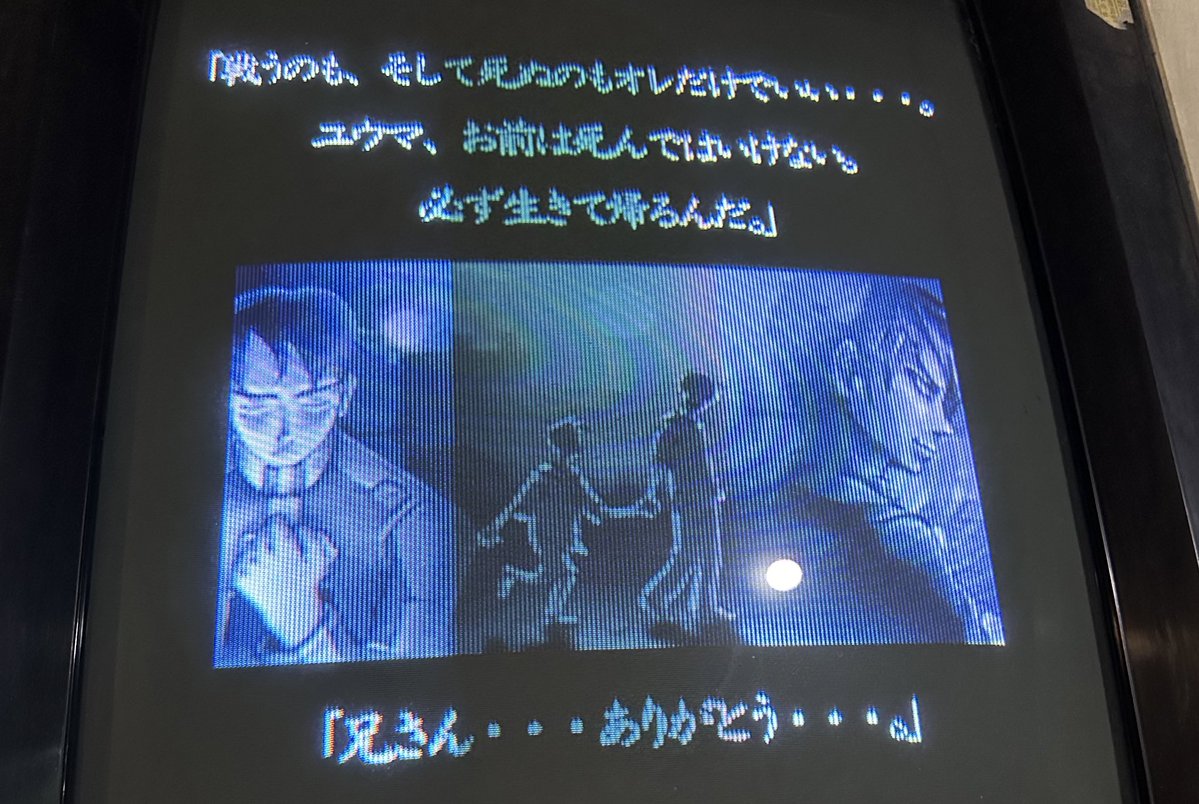 「戦うのも、そして死ぬのもオレだけでいい・・・。
ユウマ、お前は死んではいけない。
必ず生きて帰るんだ。」
「兄さん・・・ありがとう・・・。」